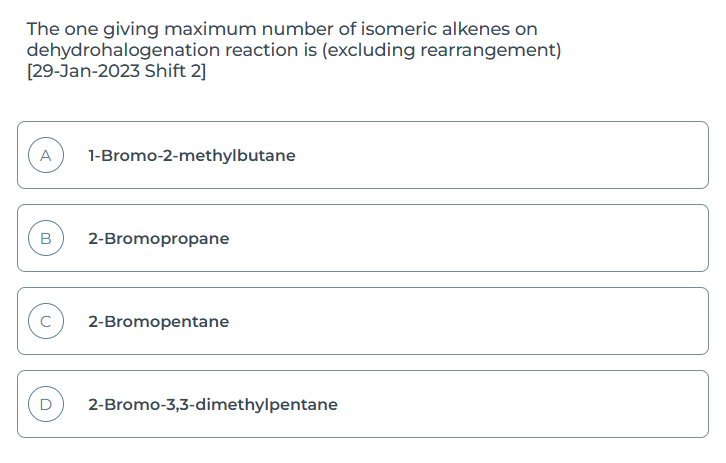 The one giving maximum number of isomeric alkenes on
dehydrohalogenation reaction is (excluding rearrangement)
[29-Jan-2023 Shift 2]
A 1-Bromo-2-methylbutane
B 2-Bromopropane
C 2-Bromopentane
D 2-Bromo-3,3-dimethylpentane